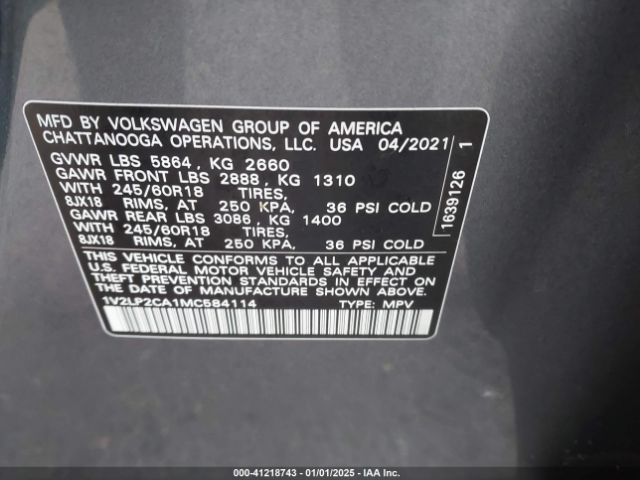 MFD BY VOLKSWAGEN GROUP OF AMERICA
CHATTANOOGA OPERATIONS, LLC. USA 04/2021
GVWR LBS 5864, KG 2660
GAWR FRONT LBS 2888, KG 1310
WITH 245/60R18 TIRES,
8JX18 RIMS, AT 250 KPA, 36 PSI COLD
GAWR REAR LBS 3086, KG 1400
WITH 245/60R18 TIRES,
8JX18 RIMS, AT 250 KPA, 36 PSI COLD
THIS VEHICLE CONFORMS TO ALL APPLICABLE
U.S. FEDERAL MOTOR VEHICLE SAFETY AND
THEFT PREVENTION STANDARDS IN EFFECT
ON THE DATE OF MANUFACTURE SHOWN ABOVE.
1V2LP2CA1MC584114 TYPE: MPV
1639126 1
000-41218743 / 01/01/2025 - IAA Inc.